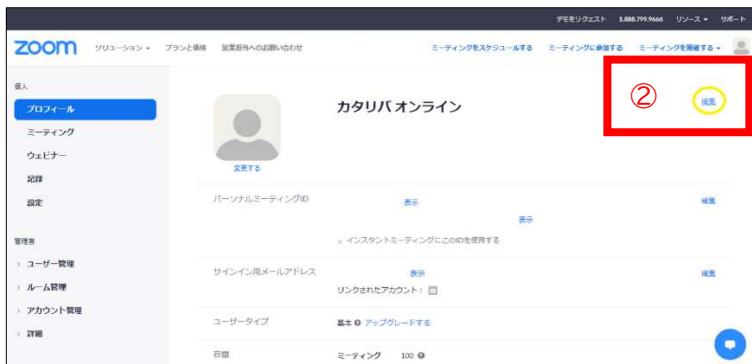 デモをリクエスト 1.888.799.9666 リソース サポート
zoom ソリューション プランと価格 営業担当へのお問い合わせ ミーティングをスケジュールする ミーティングに参加する ミーティングを開催する
個人
プロフィール
ミーティング
ウェビナー
記録
設定
管理者
ユーザー管理
ルーム管理
アカウント管理
詳細
変更する
カタリバ オンライン
② 編集
パーソナルミーティングID 表示 編集
表示
インスタントミーティングにこのIDを使用する
サインイン用メールアドレス 表示 編集
リンクされたアカウント：
ユーザータイプ 基本 アップグレードする
容量 ミーティング 100